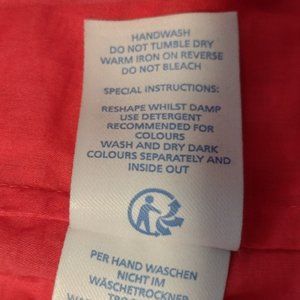 HANDWASH
DO NOT TUMBLE DRY
WARM IRON ON REVERSE
DO NOT BLEACH
SPECIAL INSTRUCTIONS:
RESHAPE WHILST DAMP
USE DETERGENT
RECOMMENDED FOR
COLOURS
WASH AND DRY DARK
COLOURS SEPARATELY AND
INSIDE OUT
PER HAND WASCHEN
NICHT IM
WÄSCHETROCKNER